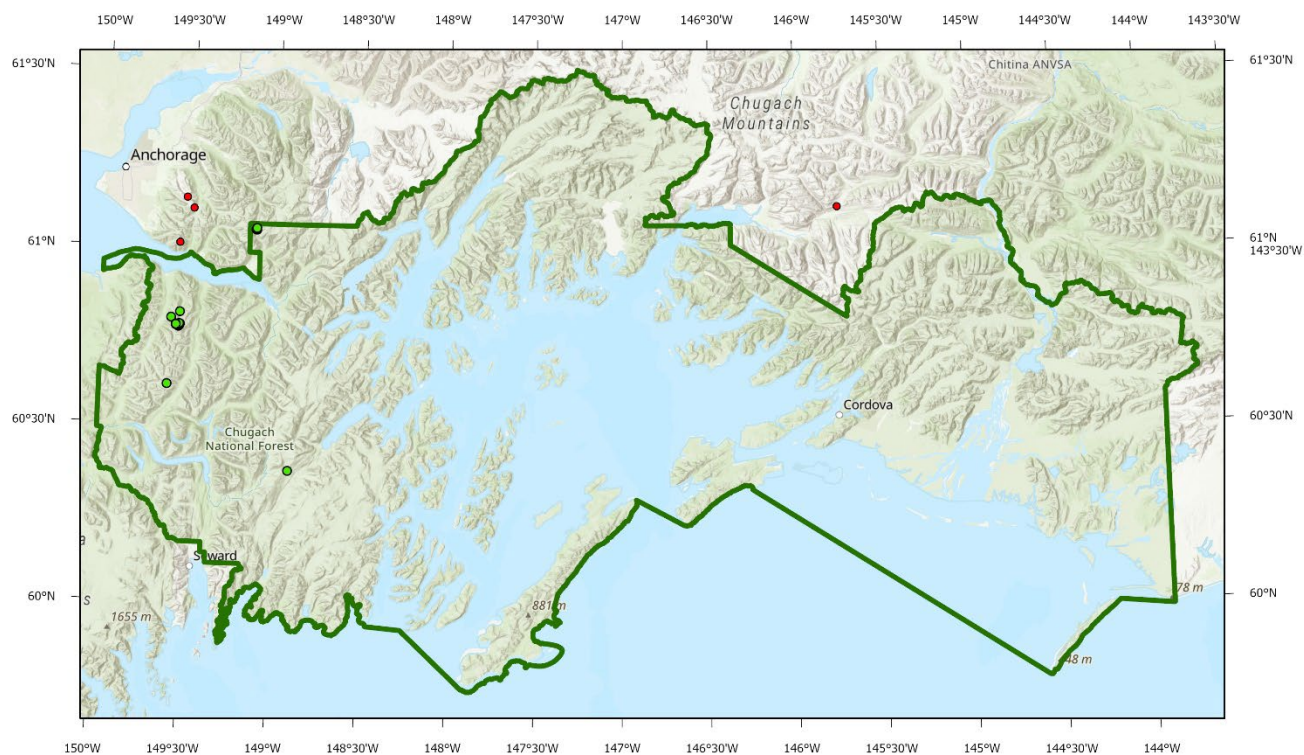 150°W 149°30'W 149°W 148°30'W 148°W 147°30'W 147°W 146°30'W 146°W 145°30'W 145°W 144°30'W 144°W 143°30'W
61°30'N
61°30'N
Chitina ANVSA
Chugach
Mountains
Anchorage
61°N
61°N
143°30'W
60°30'N
60°30'N
Cordova
Chugach
National Forest
Seward
a
60°N
60°N
s
1655 m
881 m
78 m
48 m
150°W 149°30'W 149°W 148°30'W 148°W 147°30'W 147°W 146°30'W 146°W 145°30'W 145°W 144°30'W 144°W